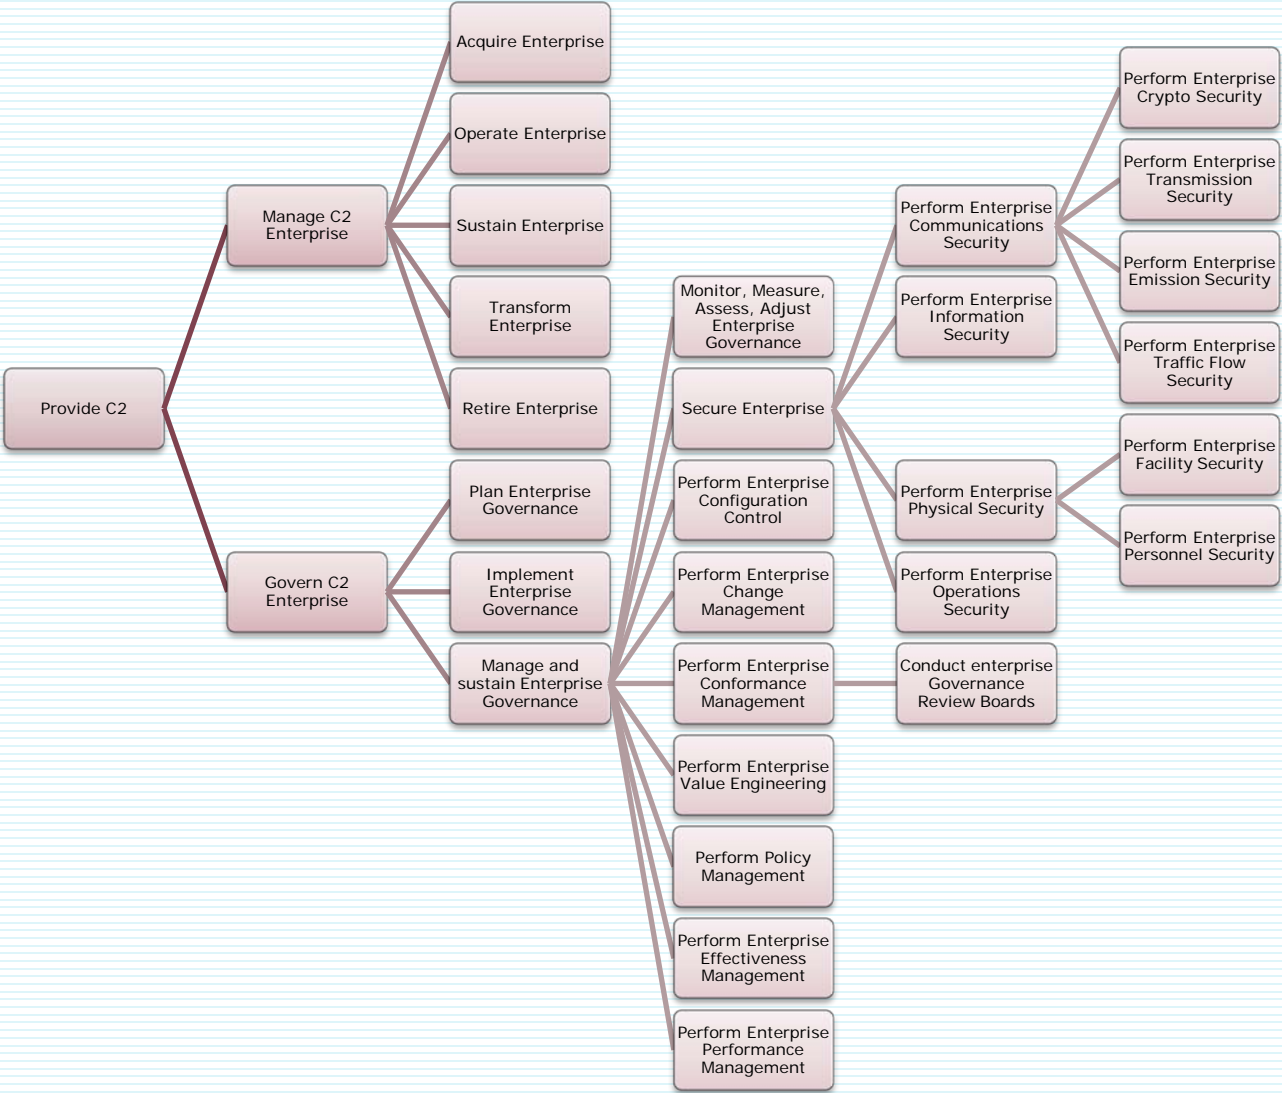 Provide C2
Manage C2
Enterprise
Acquire Enterprise
Operate Enterprise
Sustain Enterprise
Transform
Enterprise
Retire Enterprise
Govern C2
Enterprise
Plan Enterprise
Governance
Implement
Enterprise
Governance
Manage and
sustain Enterprise
Governance
Monitor, Measure,
Assess, Adjust
Enterprise
Governance
Secure Enterprise
Perform Enterprise
Communications
Security
Perform Enterprise
Crypto Security
Perform Enterprise
Transmission
Security
Perform Enterprise
Emission Security
Perform Enterprise
Traffic Flow
Security
Perform Enterprise
Information
Security
Perform Enterprise
Physical Security
Perform Enterprise
Facility Security
Perform Enterprise
Personnel Security
Perform Enterprise
Operations
Security
Perform Enterprise
Configuration
Control
Perform Enterprise
Change
Management
Perform Enterprise
Conformance
Management
Conduct enterprise
Governance
Review Boards
Perform Enterprise
Value Engineering
Perform Policy
Management
Perform Enterprise
Effectiveness
Management
Perform Enterprise
Performance
Management